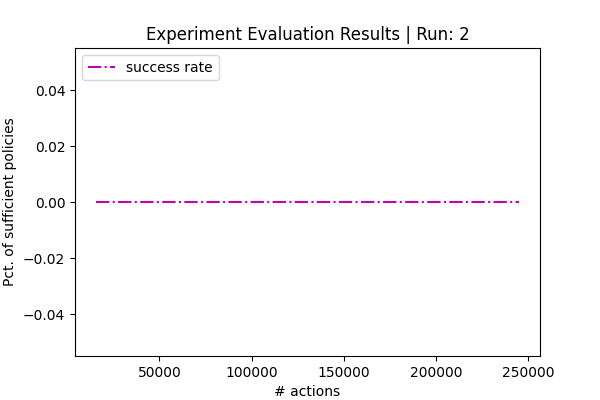 Experiment Evaluation Results | Run: 2
success rate
0.04
0.02
0.00
−0.02
−0.04
Pct. of sufficient policies
50000 100000 150000 200000 250000
# actions